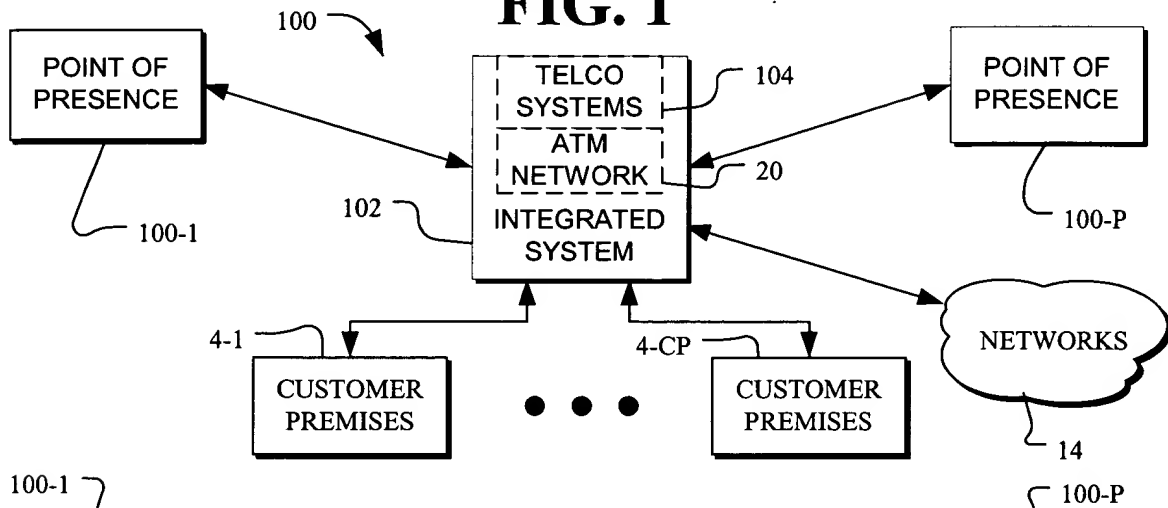 FIG. 1
100
POINT OF
PRESENCE
100-1
TELCO
SYSTEMS
104
ATM
NETWORK
20
102
INTEGRATED
SYSTEM
POINT OF
PRESENCE
100-P
4-1
CUSTOMER
PREMISES
4-CP
CUSTOMER
PREMISES
NETWORKS
14
100-1
100-P